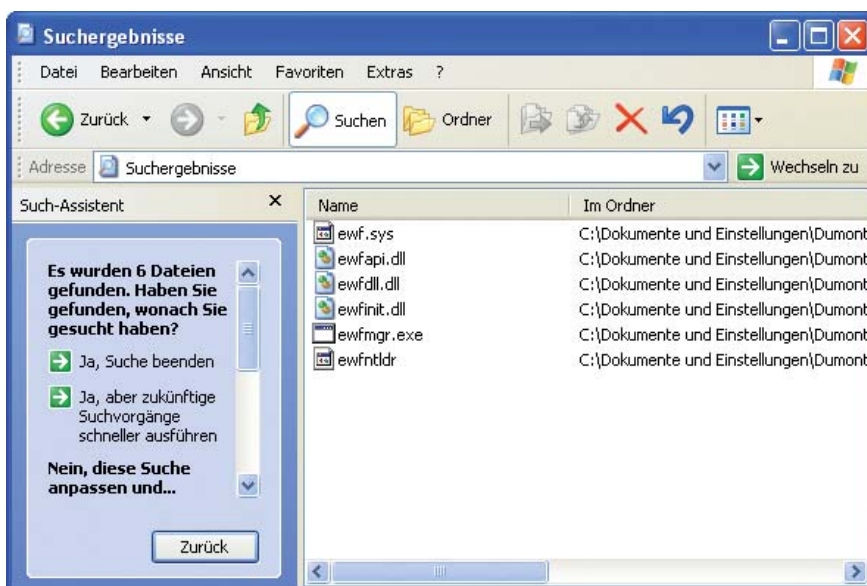 Suchergebnisse
Datei Bearbeiten Ansicht Favoriten Extras ?
Zurück Suchen Ordner
Adresse Suchergebnisse Wechseln zu
Such-Assistent
Es wurden 6 Dateien
gefunden. Haben Sie
gefunden, wonach Sie
gesucht haben?
Ja, Suche beenden
Ja, aber zukünftige
Suchvorgänge
schneller ausführen
Nein, diese Suche
anpassen und...
Zurück
Name Im Ordner
ewf.sys C:\Dokumente und Einstellungen\Dumont
ewfapi.dll C:\Dokumente und Einstellungen\Dumont
ewfdll.dll C:\Dokumente und Einstellungen\Dumont
ewfinit.dll C:\Dokumente und Einstellungen\Dumont
ewfmgr.exe C:\Dokumente und Einstellungen\Dumont
ewfntldr C:\Dokumente und Einstellungen\Dumont